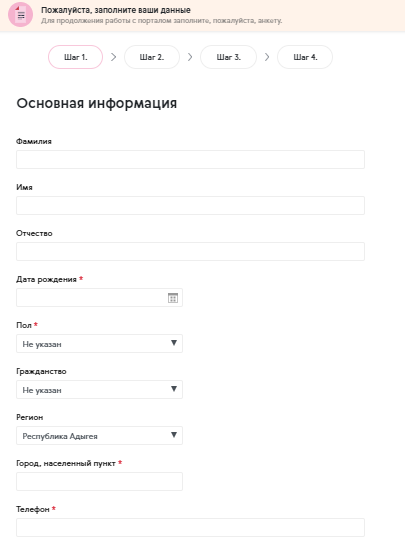 Пожалуйста, заполните ваши данные
Для продолжения работы с порталом заполните, пожалуйста, анкету.
Шаг 1.
Шаг 2.
Шаг 3.
Шаг 4.
Основная информация
Фамилия
Имя
Отчество
Дата рождения *
Пол *
Не указан
Гражданство
Не указан
Регион
Республика Адыгея
Город, населенный пункт *
Телефон *